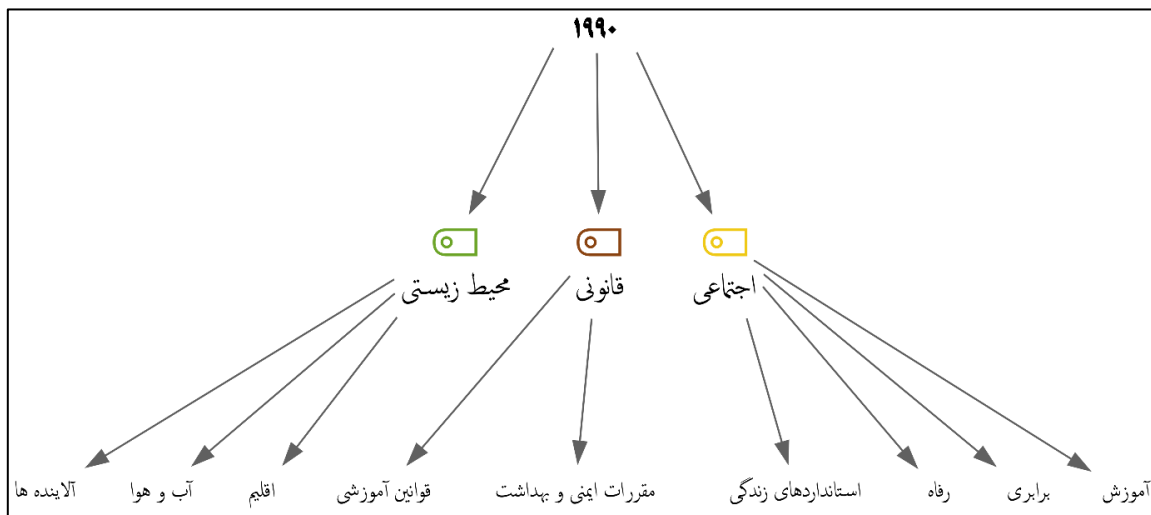 ۱۹۹۰
اجتماعی
قانونی
محیط زیستی
آموزش
برابری
رفاه
استانداردهای زندگی
مقررات ایمنی و بهداشت
قوانین آموزشی
اقلیم
آب و هوا
آلاینده ها